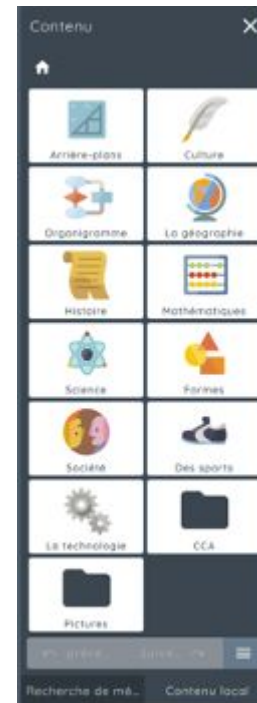 Contenu
Arrière-plans Culture
Organigramme La géographie
Histoire Mathématiques
Science Formes
Société Des sports
La technologie CCA
Pictures
Recherche de mé... Contenu local